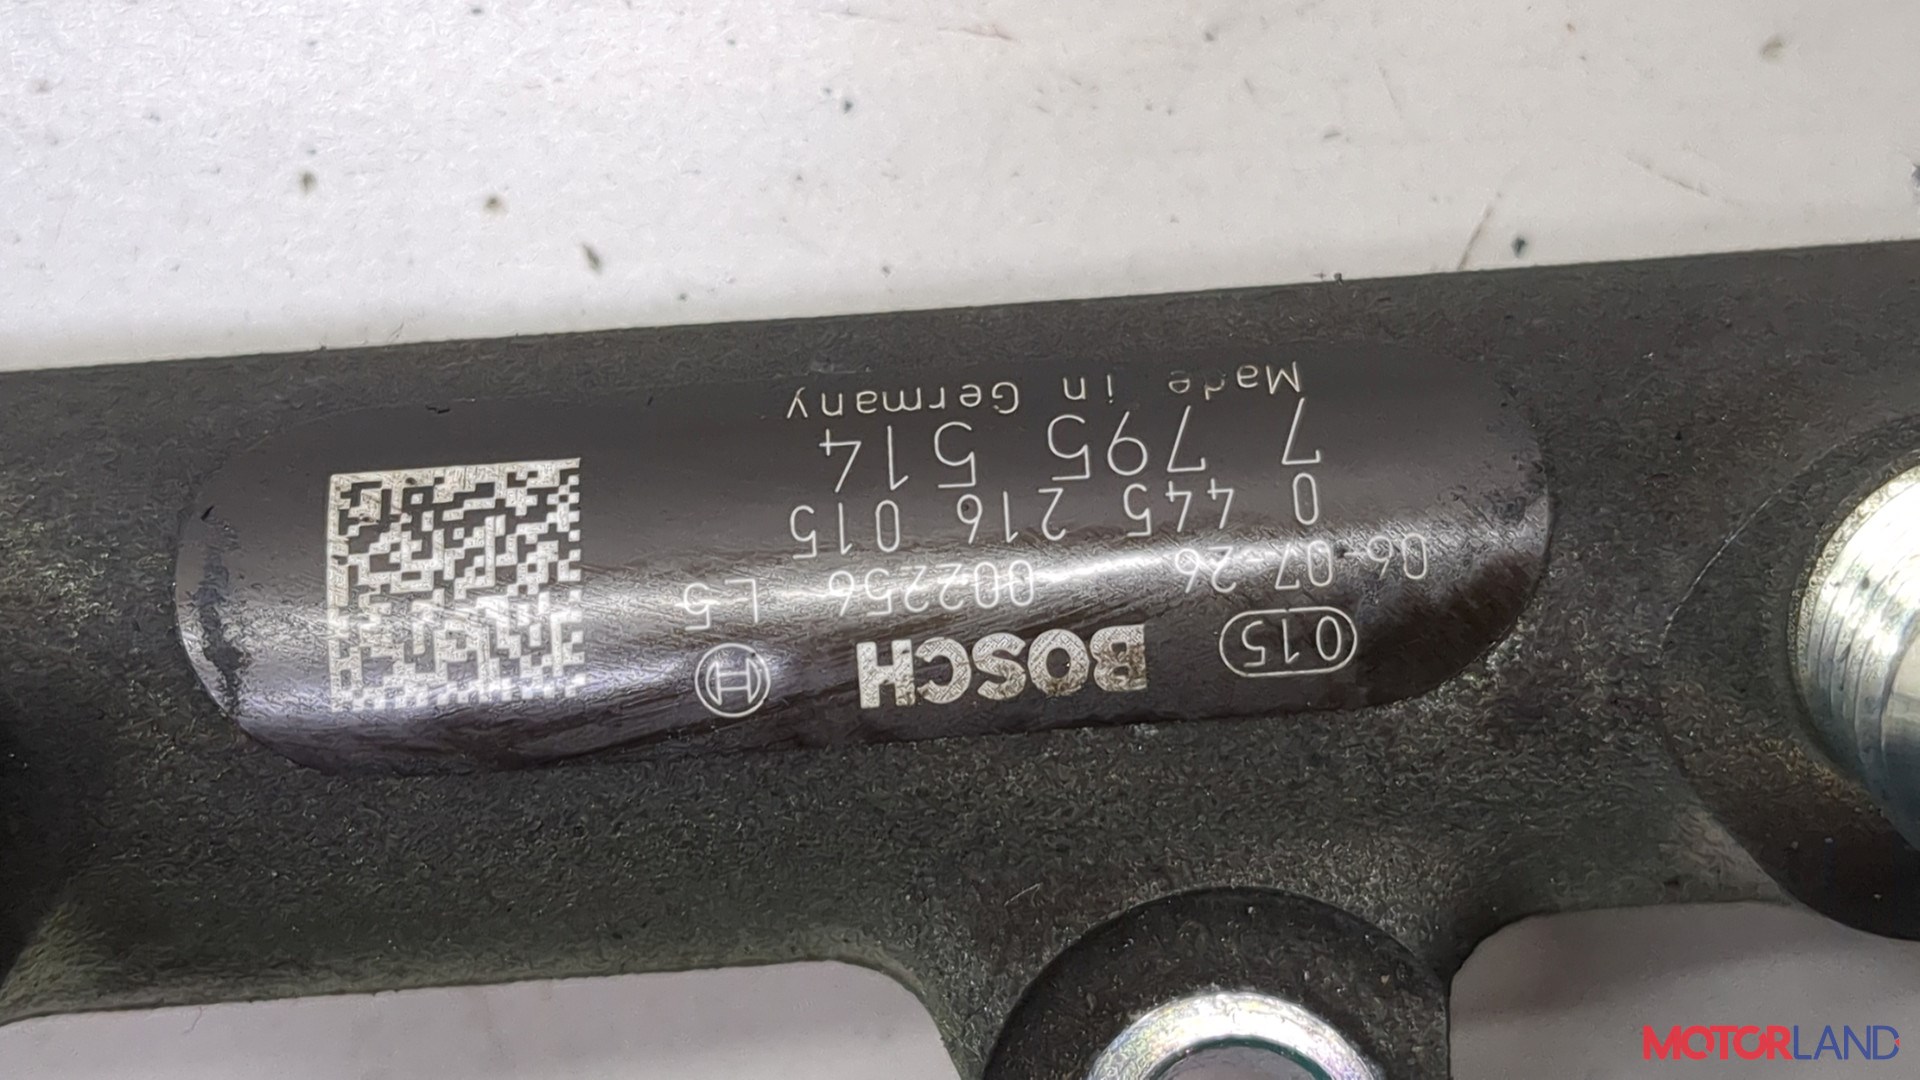 015 BOSCH
06-07-26 002256 L5
0 445 216 015
7 795 514
Made in Germany
MOTORLAND